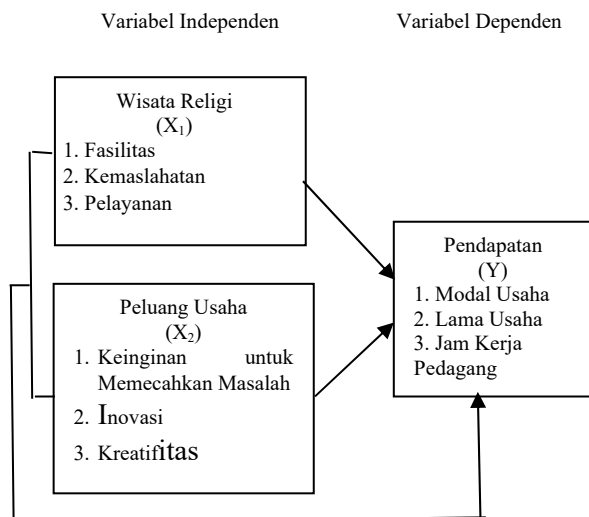 Variabel Independen Variabel Dependen
Wisata Religi
(X₁)
1. Fasilitas
2. Kemaslahatan
3. Pelayanan
Peluang Usaha
(X₂)
1. Keinginan untuk
Memecahkan Masalah
2. Inovasi
3. Kreatifitas
Pendapatan
(Y)
1. Modal Usaha
2. Lama Usaha
3. Jam Kerja
Pedagang